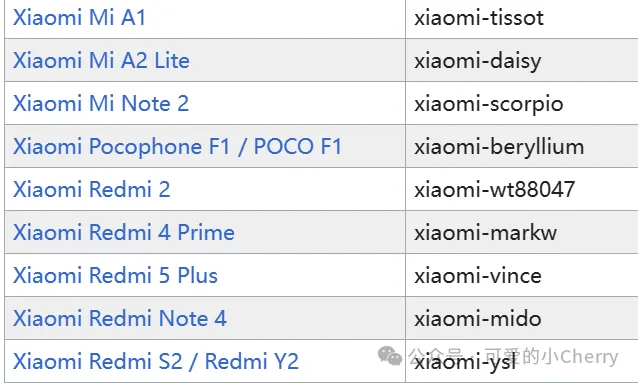 Xiaomi Mi A1 xiaomi-tissot
Xiaomi Mi A2 Lite xiaomi-daisy
Xiaomi Mi Note 2 xiaomi-scorpio
Xiaomi Pocophone F1 / POCO F1 xiaomi-beryllium
Xiaomi Redmi 2 xiaomi-wt88047
Xiaomi Redmi 4 Prime xiaomi-markw
Xiaomi Redmi 5 Plus xiaomi-vince
Xiaomi Redmi Note 4 xiaomi-mido
Xiaomi Redmi S2 / Redmi Y2 xiaomi-ysl
公众号 · 可爱的小Cherry